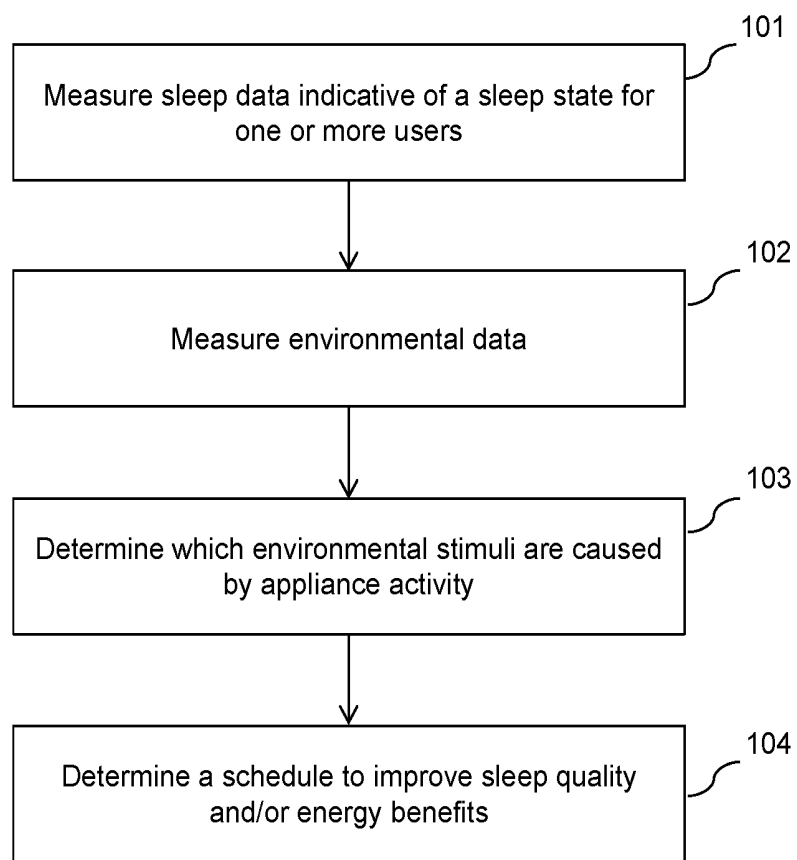 101
Measure sleep data indicative of a sleep state for
one or more users
102
Measure environmental data
103
Determine which environmental stimuli are caused
by appliance activity
104
Determine a schedule to improve sleep quality
and/or energy benefits